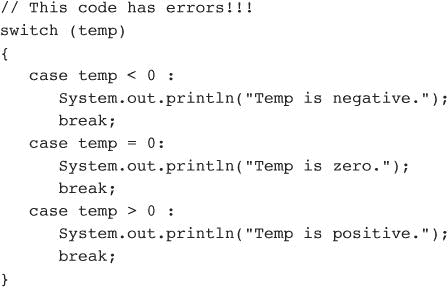 // This code has errors!!!
switch (temp)
{
   case temp < 0 :
      System.out.println("Temp is negative.");
      break;
   case temp = 0:
      System.out.println("Temp is zero.");
      break;
   case temp > 0 :
      System.out.println("Temp is positive.");
      break;
}